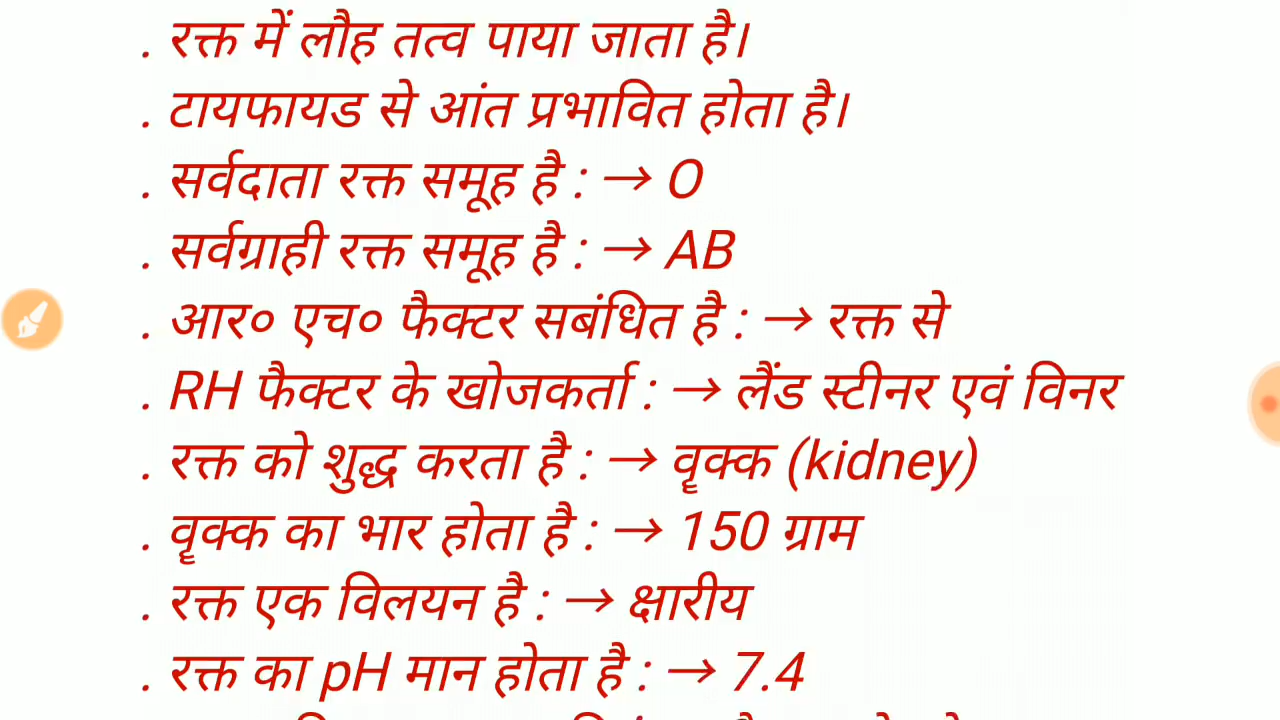 . रक्त में लौह तत्व पाया जाता है।
. टायफायड से आंत प्रभावित होता है।
. सर्वदाता रक्त समूह है : → O
. सर्वग्राही रक्त समूह है : → AB
. आर० एच० फैक्टर सबंधित है : → रक्त से
. RH फैक्टर के खोजकर्ता : → लैंड स्टीनर एवं विनर
. रक्त को शुद्ध करता है : → वृक्क (kidney)
. वृक्क का भार होता है : → 150 ग्राम
. रक्त एक विलयन है : → क्षारीय
. रक्त का pH मान होता है : → 7.4